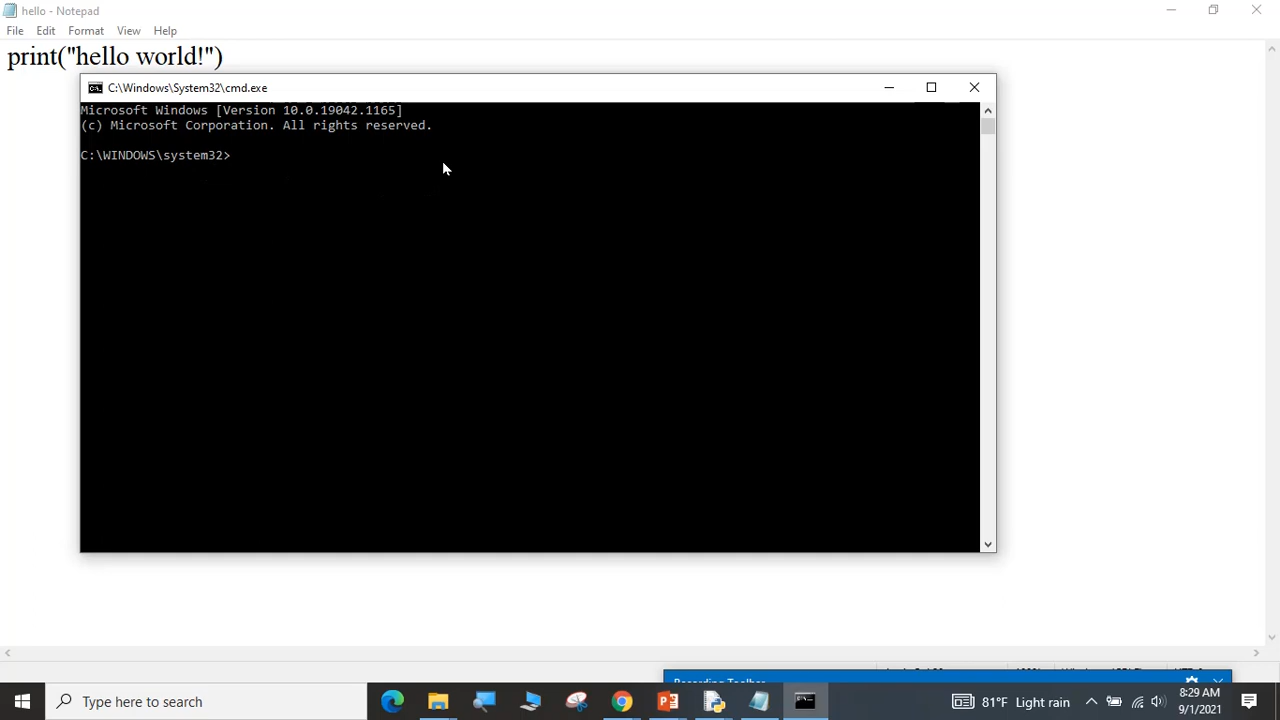 hello - Notepad
File Edit Format View Help
print("hello world!")
C:\Windows\System32\cmd.exe
Microsoft Windows [Version 10.0.19042.1165]
(c) Microsoft Corporation. All rights reserved.
C:\WINDOWS\system32>
Recording Toolbar
Type here to search
81°F Light rain
8:29 AM
9/1/2021